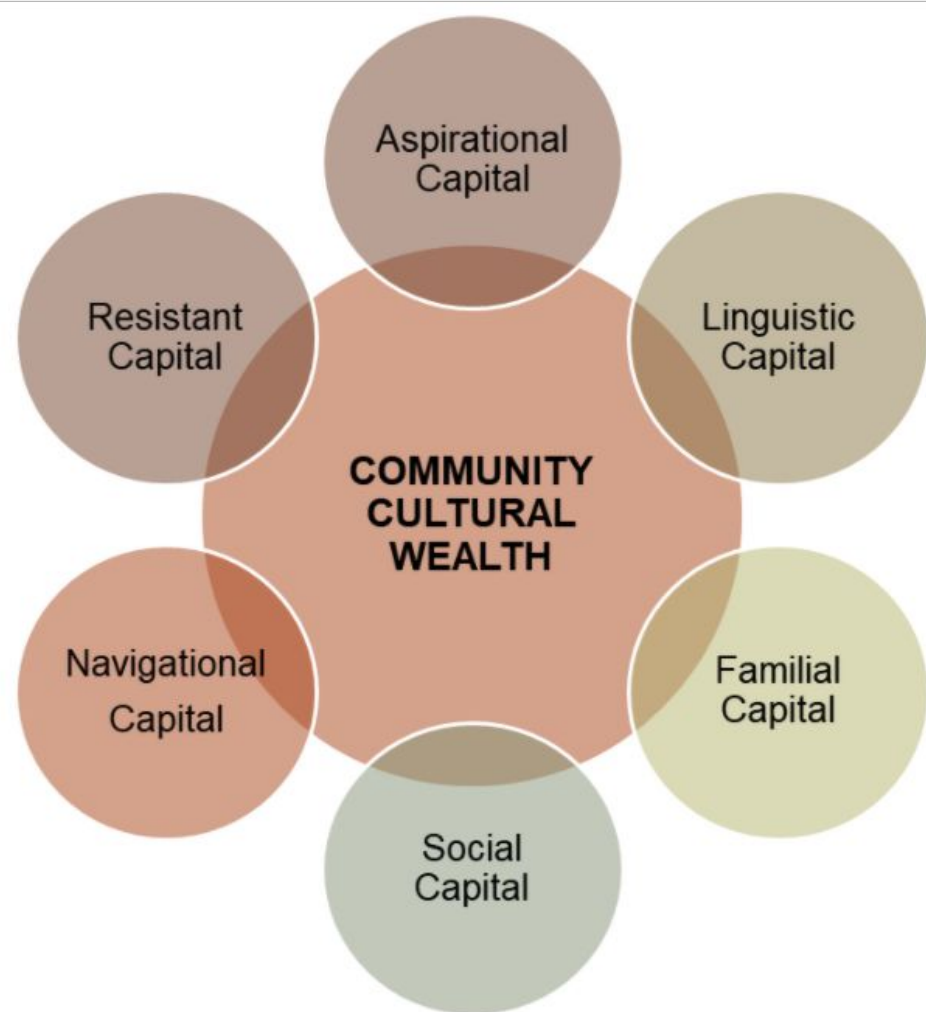 Aspirational
Capital
Resistant
Capital
Linguistic
Capital
COMMUNITY
CULTURAL
WEALTH
Navigational
Capital
Familial
Capital
Social
Capital